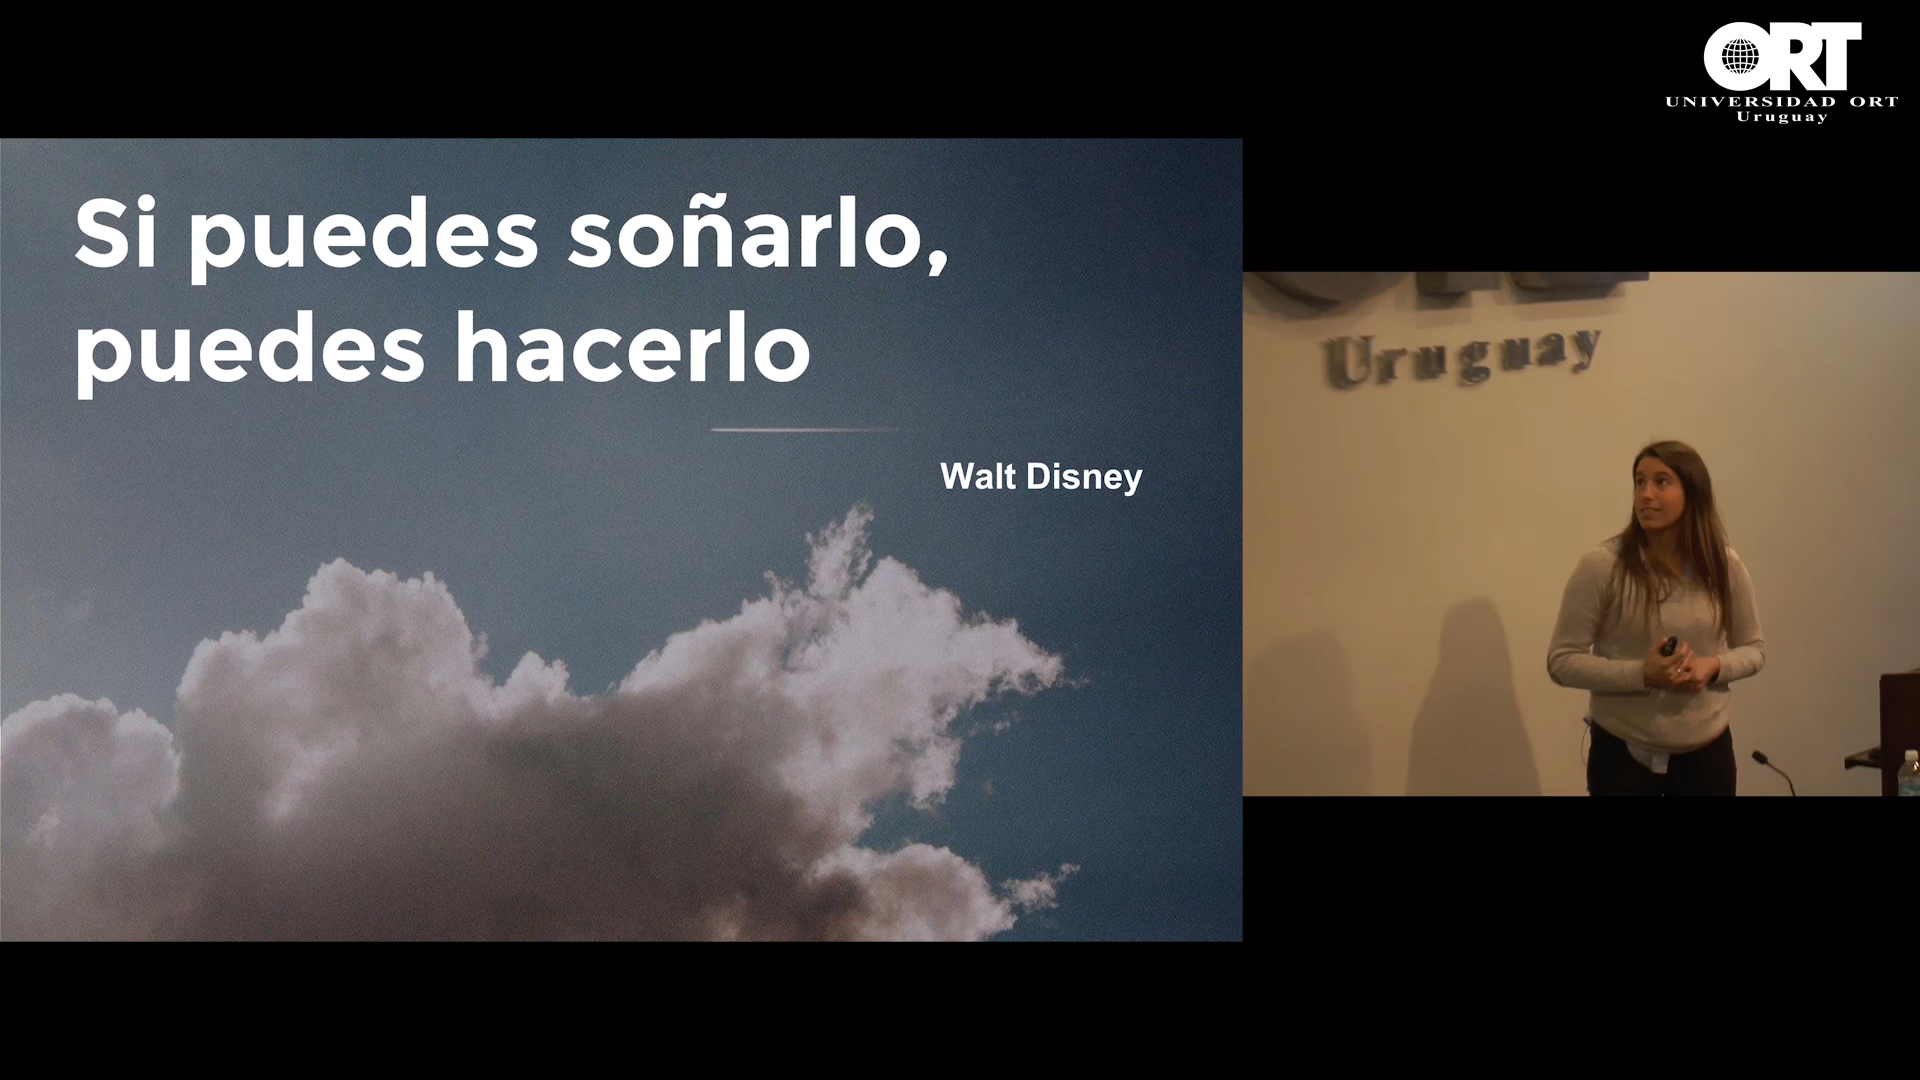 ORT
UNIVERSIDAD ORT
Uruguay
Si puedes soñarlo,
puedes hacerlo
Walt Disney
Uruguay